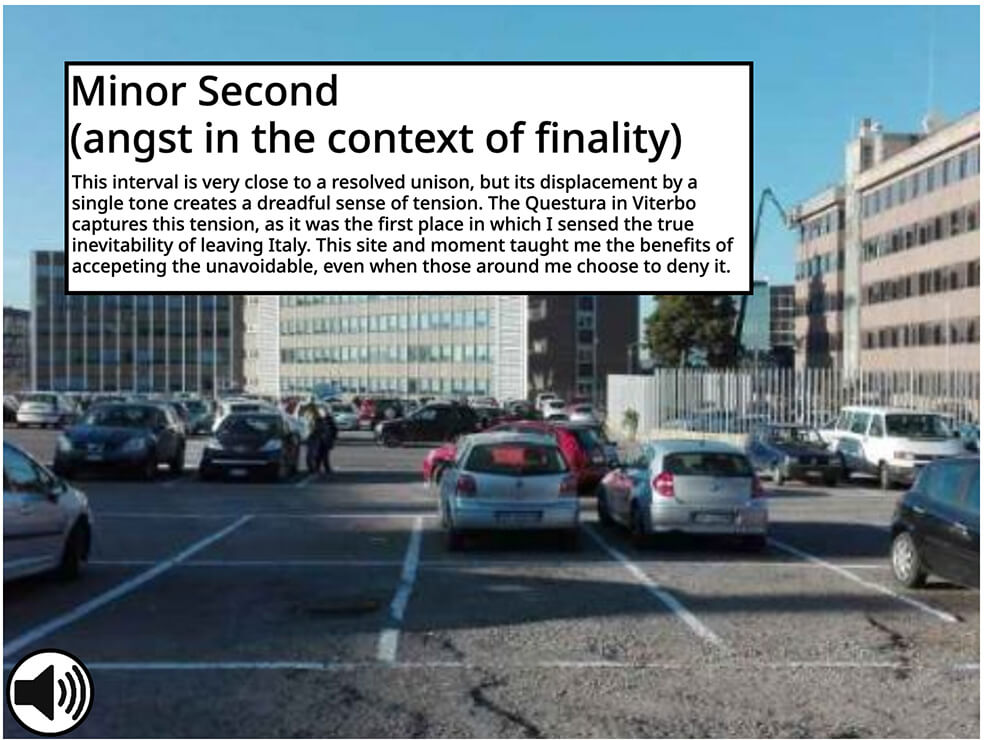 Minor Second
(angst in the context of finality)
This interval is very close to a resolved unison, but its displacement by a
single tone creates a dreadful sense of tension. The Questura in Viterbo
captures this tension, as it was the first place in which I sensed the true
inevitability of leaving Italy. This site and moment taught me the benefits of
accepeting the unavoidable, even when those around me choose to deny it.